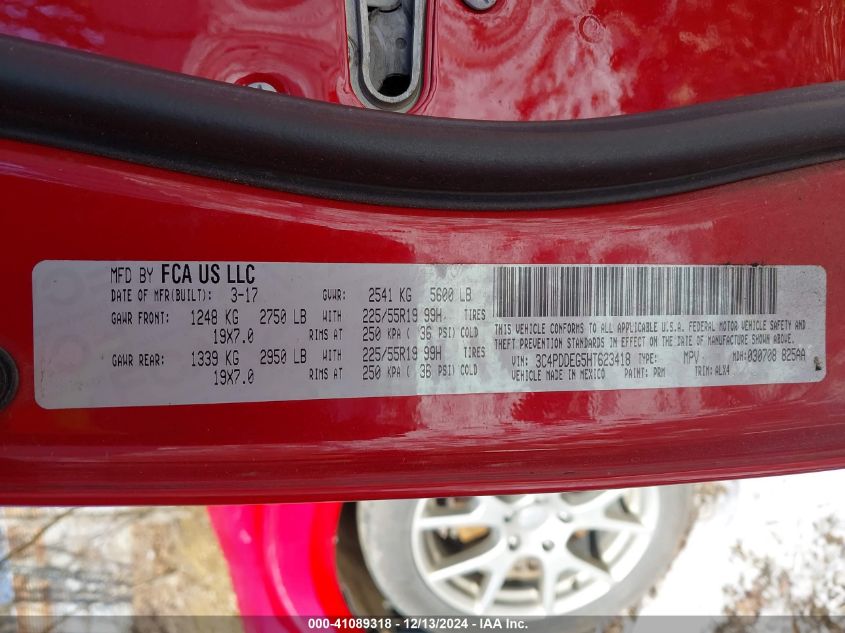 MFD BY FCA US LLC
DATE OF MFR(BUILT): 3-17 GVWR: 2541 KG 5600 LB
GAWR FRONT: 1248 KG 2750 LB WITH 225/55R19 99H TIRES
19X7.0 RIMS AT 250 KPA ( 36 PSI) COLD
GAWR REAR: 1339 KG 2950 LB WITH 225/55R19 99H TIRES
19X7.0 RIMS AT 250 KPA ( 36 PSI) COLD
THIS VEHICLE CONFORMS TO ALL APPLICABLE U.S.A. FEDERAL MOTOR VEHICLE SAFETY AND
THEFT PREVENTION STANDARDS IN EFFECT ON THE DATE OF MANUFACTURE SHOWN ABOVE.
VIN: 3C4PDDEG5HT623418 TYPE: MPV MDH: 030708 825AA
VEHICLE MADE IN MEXICO PAINT: PRM TRIM: ALX4
000-41089318 - 12/13/2024 - IAA Inc.